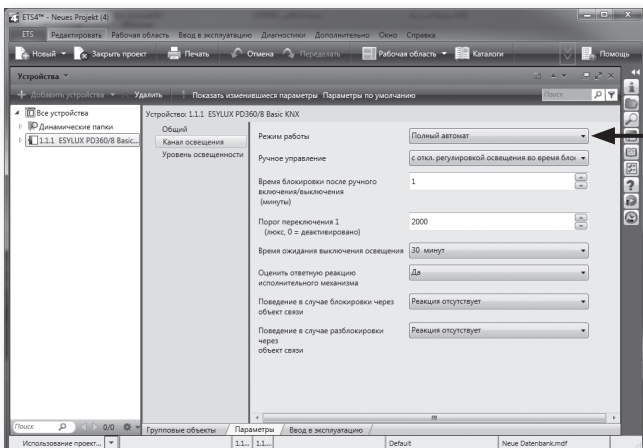 ETS4™ - Neues Projekt (4)
ETS Редактировать Рабочая область Ввод в эксплуатацию Диагностики Дополнительно Окно Справка
Новый Закрыть проект Печать Отмена Переделать Рабочая область Каталоги Помощь
Устройства
Добавить устройства Удалить Показать изменившиеся параметры Параметры по умолчанию Поиск
Все устройства
Динамические папки
1.1.1 ESYLUX PD360/8 Basic...
Устройство: 1.1.1 ESYLUX PD360/8 Basic KNX
Общий
Канал освещения
Уровень освещенности
Режим работы Полный автомат
Ручное управление с откл. регулировкой освещения во время блок
Время блокировки после ручного 1
включения/выключения
(минуты)
Порог переключения 1 2000
(люкс, 0 = деактивировано)
Время ожидания выключения освещения 30 минут
Оценить ответную реакцию Да
исполнительного механизма
Поведение в случае блокировки через Реакция отсутствует
объект связи
Поведение в случае разблокировки Реакция отсутствует
через
объект связи
Поиск 0/0
Групповые объекты Параметры Ввод в эксплуатацию
Использование проект... 1.1... 1.1... Default Neue Datenbank.mdf